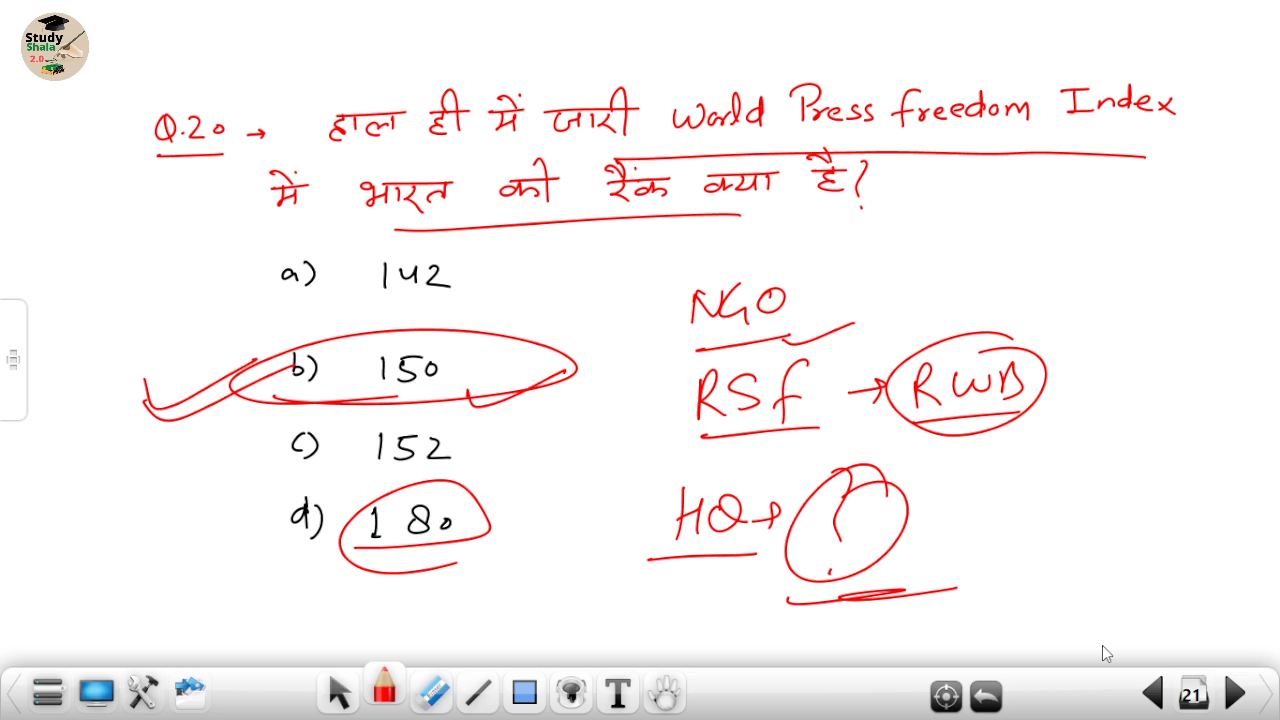 Study
Shala
2.0
Q.20 → हाल ही में जारी World Press freedom Index
में भारत की रैंक क्या है?
a) 142
b) 150
c) 152
d) 180
NGO
RSf → RWB
HQ → ?
21